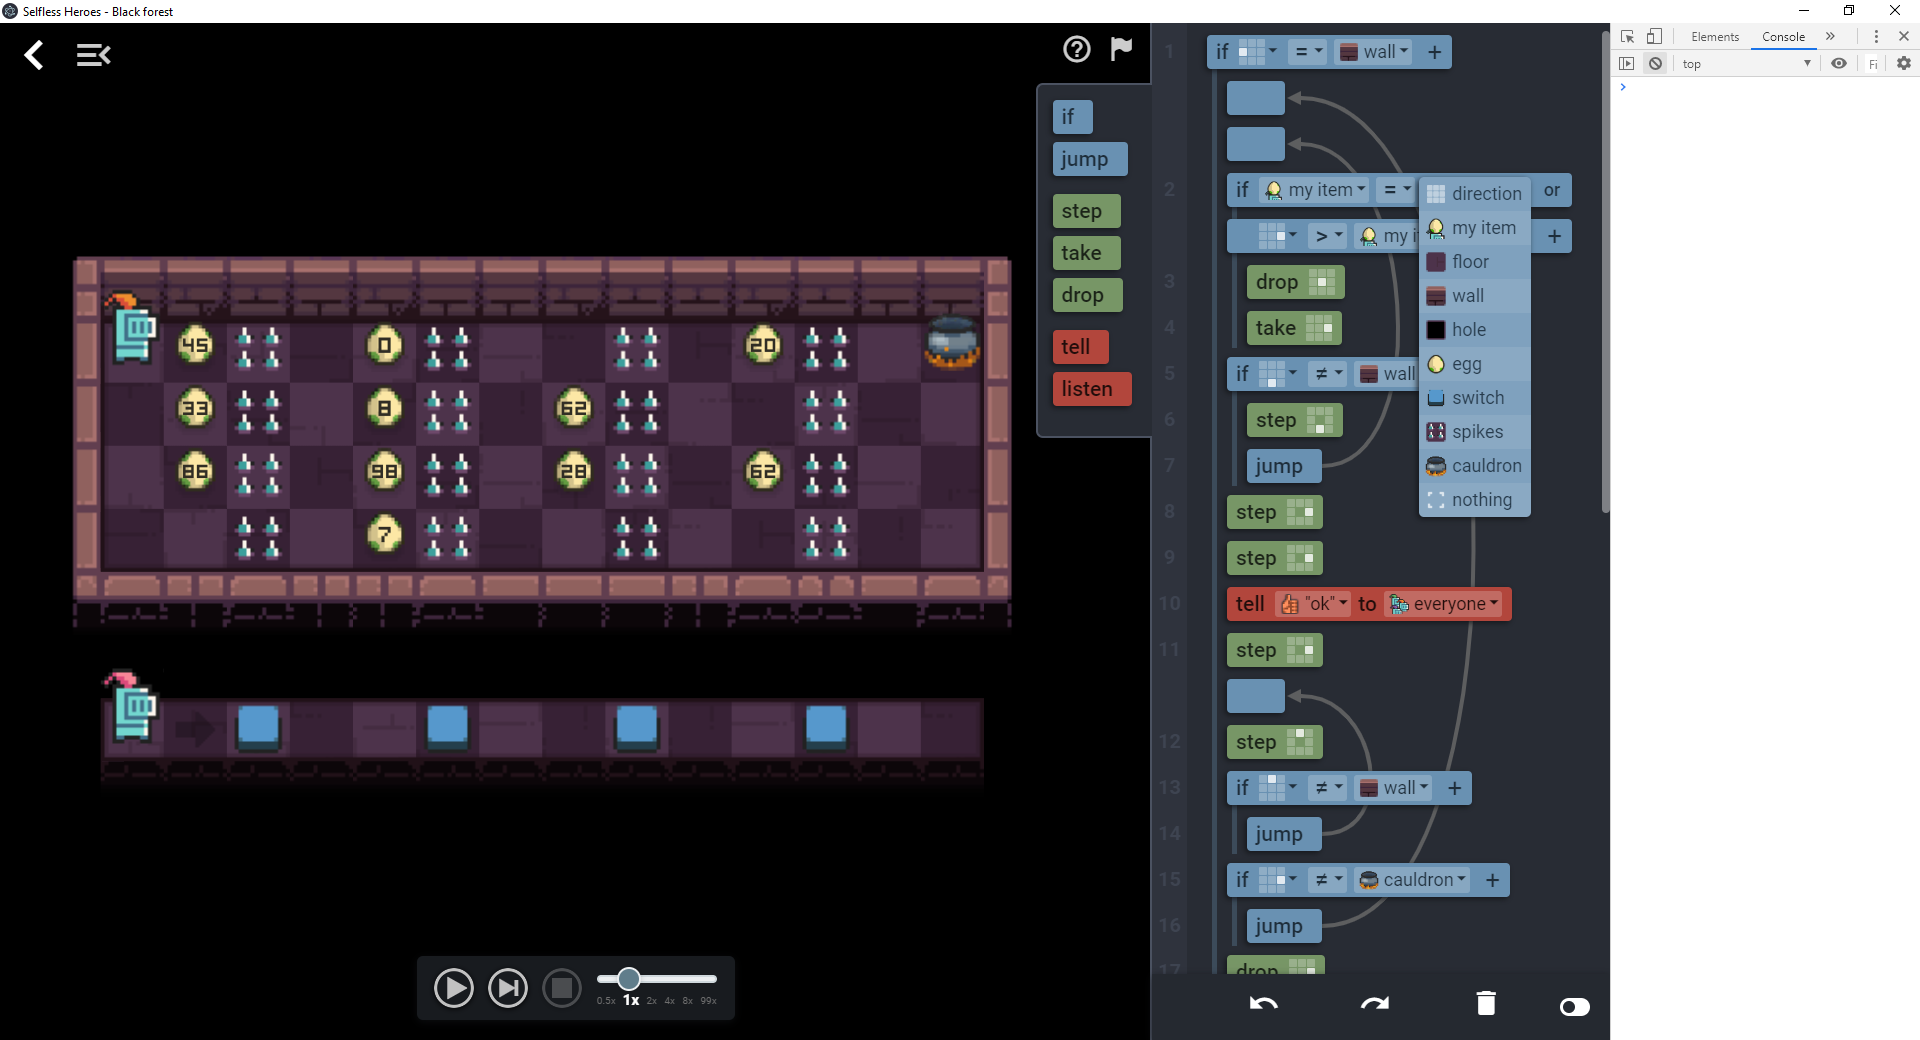 Selfless Heroes - Black forest
if
jump
step
take
drop
tell
listen
45 0 20
33 8 62
86 98 28 62
7
0.5x 1x 2x 4x 8x 99x
1 if = wall +
2 if my item = or
> my i +
3 drop
4 take
5 if ≠ wall
6 step
7 jump
8 step
9 step
10 tell "ok" to everyone
11 step
12 step
13 if ≠ wall +
14 jump
15 if ≠ cauldron +
16 jump
17 drop
direction
my item
floor
wall
hole
egg
switch
spikes
cauldron
nothing
Elements Console
top Fi